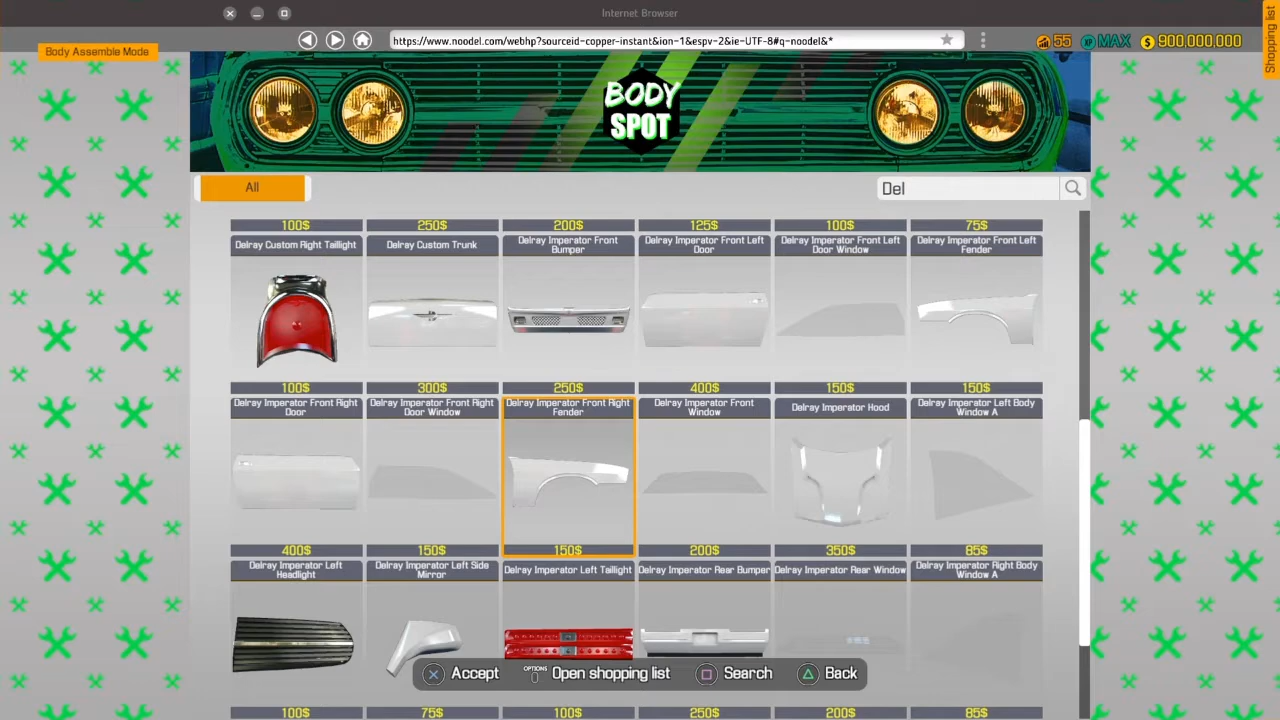 Internet Browser
Body Assemble Mode
https://www.noodel.com/webhp?sourceid-copper-instant&ion-1&espv-2&ie-UTF-8#q-noodel&*
55
XP MAX
$ 900,000,000
Shopping list
BODY
SPOT
All
Del
100$ 250$ 200$ 125$ 100$ 75$
Delray Custom Right Taillight
Delray Custom Trunk
Delray Imperator Front
Bumper
Delray Imperator Front Left
Door
Delray Imperator Front Left
Door Window
Delray Imperator Front Left
Fender
100$ 300$ 250$ 400$ 150$ 150$
Delray Imperator Front Right
Door
Delray Imperator Front Right
Door Window
Delray Imperator Front Right
Fender
Delray Imperator Front
Window
Delray Imperator Hood
Delray Imperator Left Body
Window A
400$ 150$ 150$ 200$ 350$ 85$
Delray Imperator Left
Headlight
Delray Imperator Left Side
Mirror
Delray Imperator Left Taillight
Delray Imperator Rear Bumper
Delray Imperator Rear Window
Delray Imperator Right Body
Window A
Accept
OPTIONS
Open shopping list
Search
Back
100$ 75$ 100$ 250$ 200$ 85$